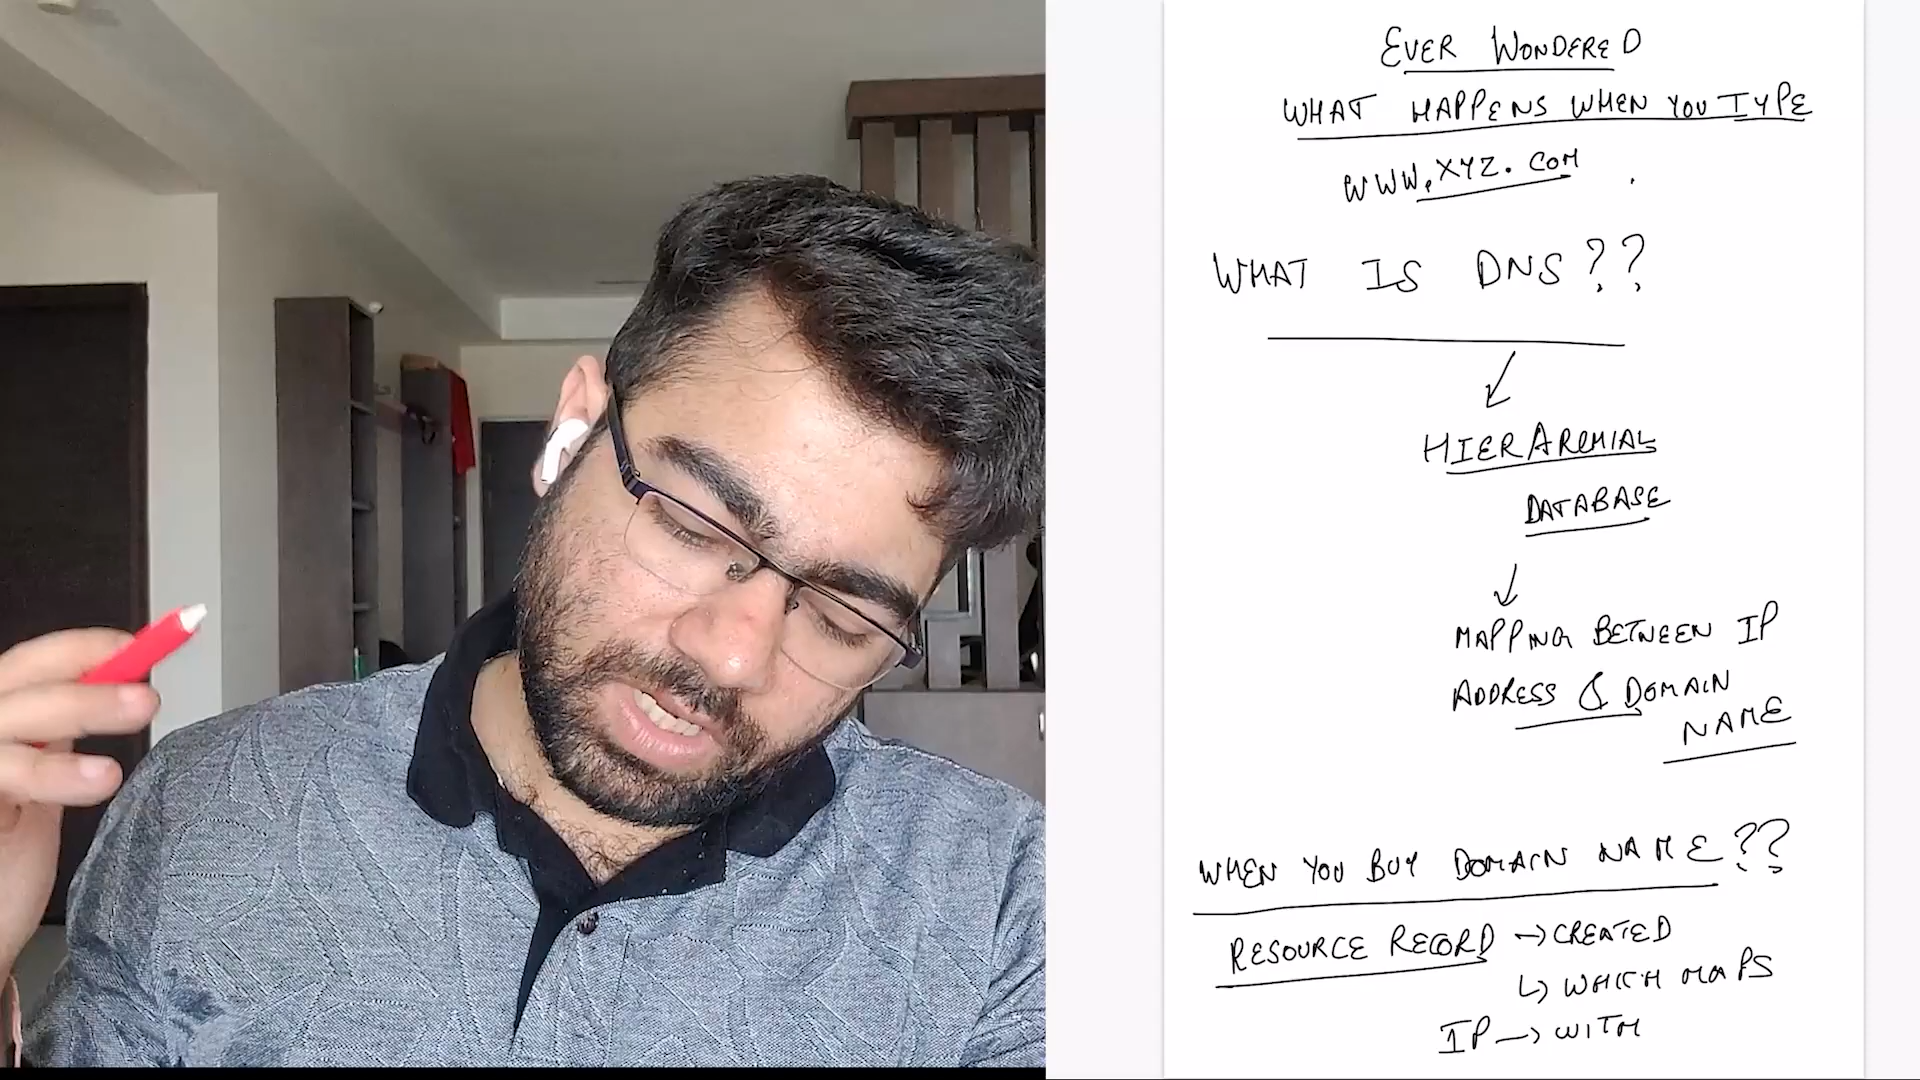 EVER WONDERED
WHAT HAPPENS WHEN YOU TYPE
WWW.XYZ.COM
WHAT IS DNS??
HIERARCHIAL
DATABASE
MAPPING BETWEEN IP
ADDRESS & DOMAIN
NAME
WHEN YOU BUY DOMAIN NAME??
RESOURCE RECORD → CREATED
↳ WHICH MAPS
IP → WITH